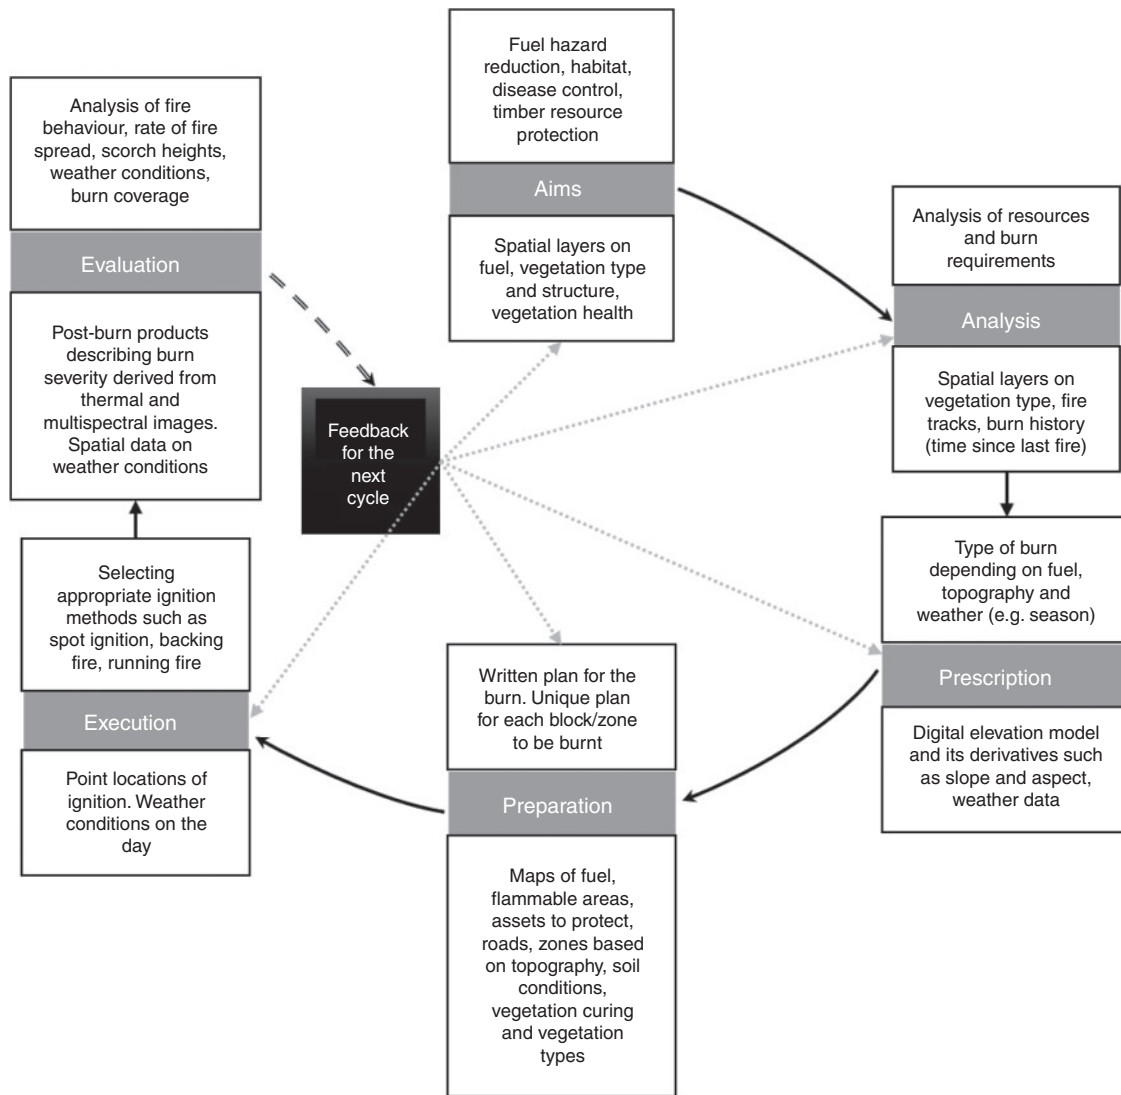 Fuel hazard
reduction, habitat,
disease control,
timber resource
protection
Aims
Spatial layers on
fuel, vegetation type
and structure,
vegetation health
Analysis of resources
and burn
requirements
Analysis
Spatial layers on
vegetation type, fire
tracks, burn history
(time since last fire)
Type of burn
depending on fuel,
topography and
weather (e.g. season)
Prescription
Digital elevation model
and its derivatives such
as slope and aspect,
weather data
Written plan for the
burn. Unique plan
for each block/zone
to be burnt
Preparation
Maps of fuel,
flammable areas,
assets to protect,
roads, zones based
on topography, soil
conditions,
vegetation curing
and vegetation
types
Selecting
appropriate ignition
methods such as
spot ignition, backing
fire, running fire
Execution
Point locations of
ignition. Weather
conditions on the
day
Analysis of fire
behaviour, rate of fire
spread, scorch heights,
weather conditions,
burn coverage
Evaluation
Post-burn products
describing burn
severity derived from
thermal and
multispectral images.
Spatial data on
weather conditions
Feedback
for the
next
cycle